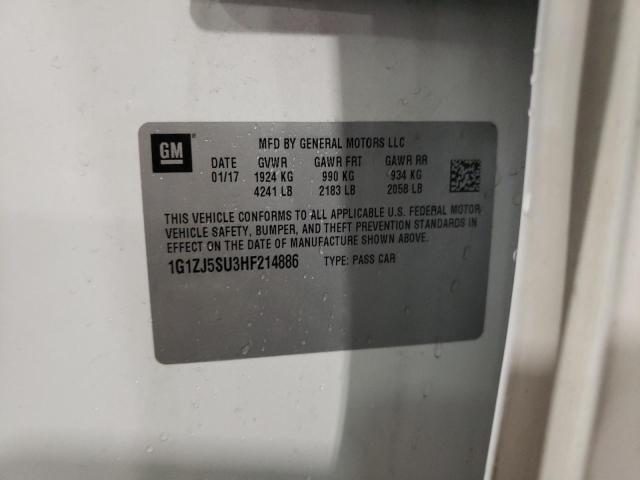 GM
®
MFD BY GENERAL MOTORS LLC
DATE GVWR GAWR FRT GAWR RR
01/17 1924 KG 990 KG 934 KG
4241 LB 2183 LB 2058 LB
THIS VEHICLE CONFORMS TO ALL APPLICABLE U.S. FEDERAL MOTOR
VEHICLE SAFETY, BUMPER, AND THEFT PREVENTION STANDARDS IN
EFFECT ON THE DATE OF MANUFACTURE SHOWN ABOVE.
1G1ZJ5SU3HF214886 TYPE: PASS CAR